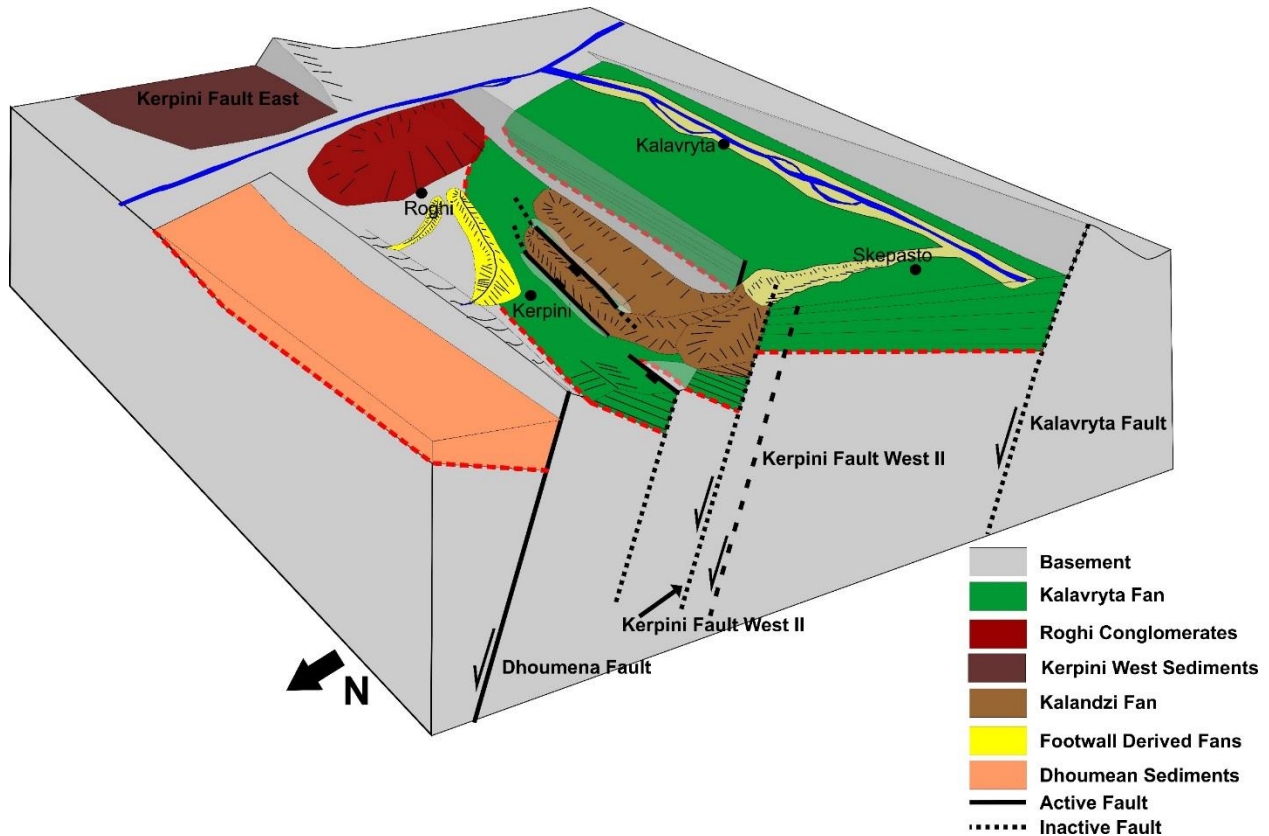 Kerpini Fault East
Kalavryta
Roghi
Skepasto
Kerpini
Kalavryta Fault
Kerpini Fault West II
Kerpini Fault West II
Dhoumena Fault
N
Basement
Kalavryta Fan
Roghi Conglomerates
Kerpini West Sediments
Kalandzi Fan
Footwall Derived Fans
Dhoumean Sediments
Active Fault
Inactive Fault